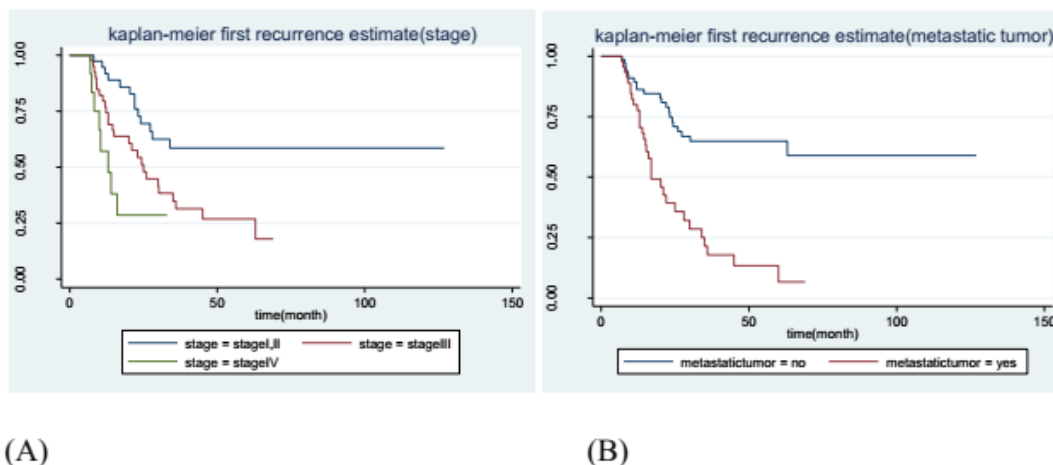 kaplan-meier first recurrence estimate(stage)
1.00
0.75
0.50
0.25
0.00
0
50
100
150
time(month)
stage = stageI,II
stage = stageIII
stage = stageIV
(A)
kaplan-meier first recurrence estimate(metastatic tumor)
1.00
0.75
0.50
0.25
0.00
0
50
100
150
time(month)
metastatictumor = no
metastatictumor = yes
(B)